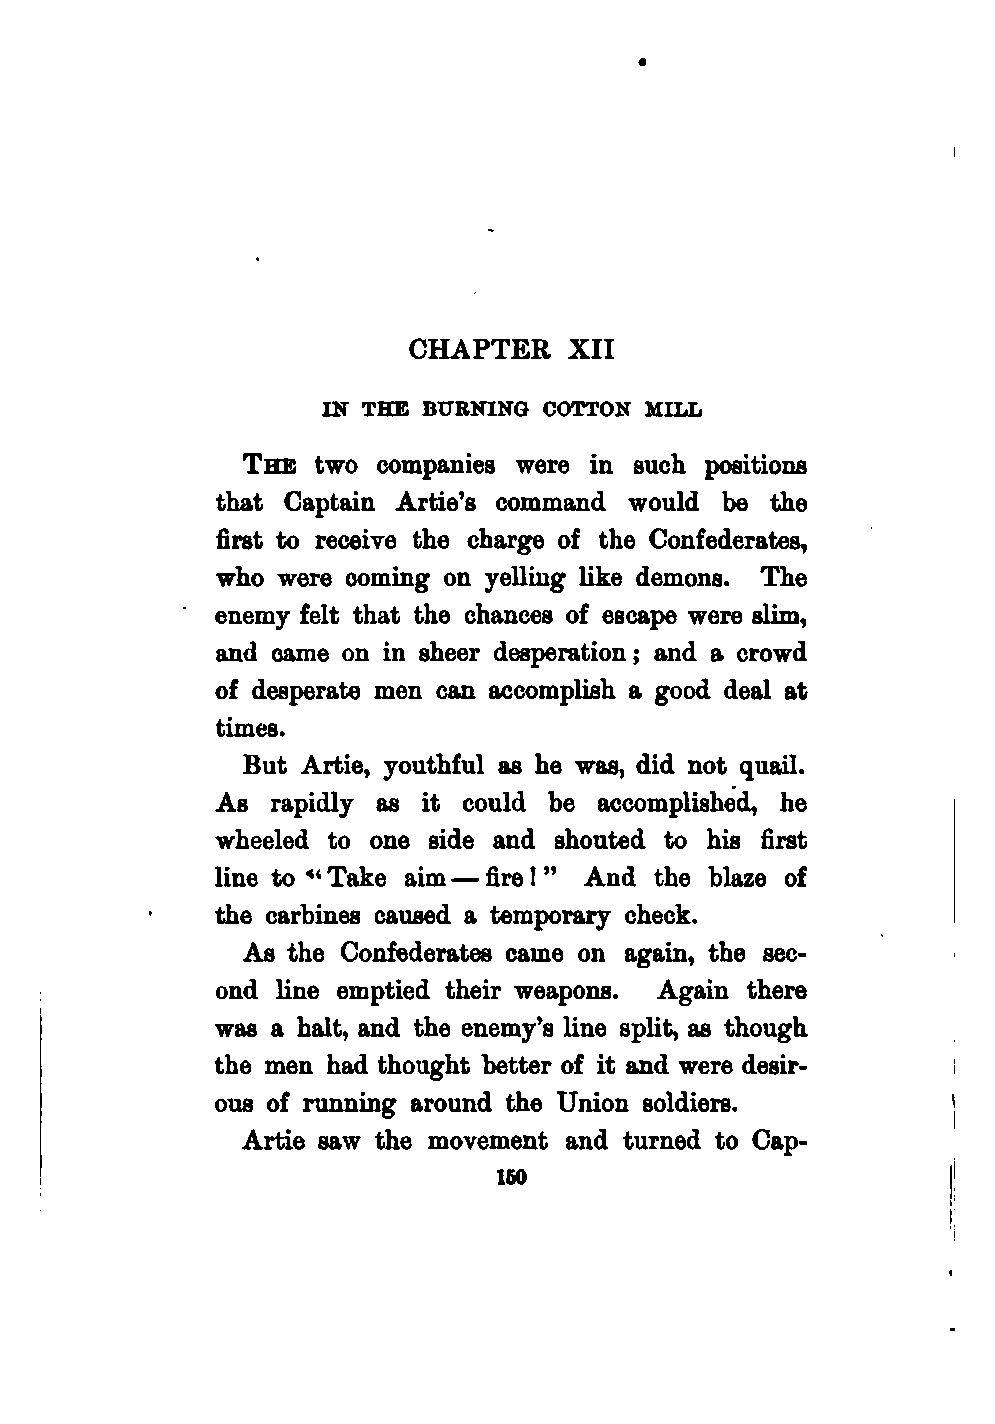 CHAPTER XII
IN THE BURNING COTTON MILL
THE two companies were in such positions
that Captain Artie's command would be the
first to receive the charge of the Confederates,
who were coming on yelling like demons. The
enemy felt that the chances of escape were slim,
and came on in sheer desperation; and a crowd
of desperate men can accomplish a good deal at
times.
But Artie, youthful as he was, did not quail.
As rapidly as it could be accomplished, he
wheeled to one side and shouted to his first
line to "Take aim — fire!" And the blaze of
the carbines caused a temporary check.
As the Confederates came on again, the sec-
ond line emptied their weapons. Again there
was a halt, and the enemy's line split, as though
the men had thought better of it and were desir-
ous of running around the Union soldiers.
Artie saw the movement and turned to Cap-
150